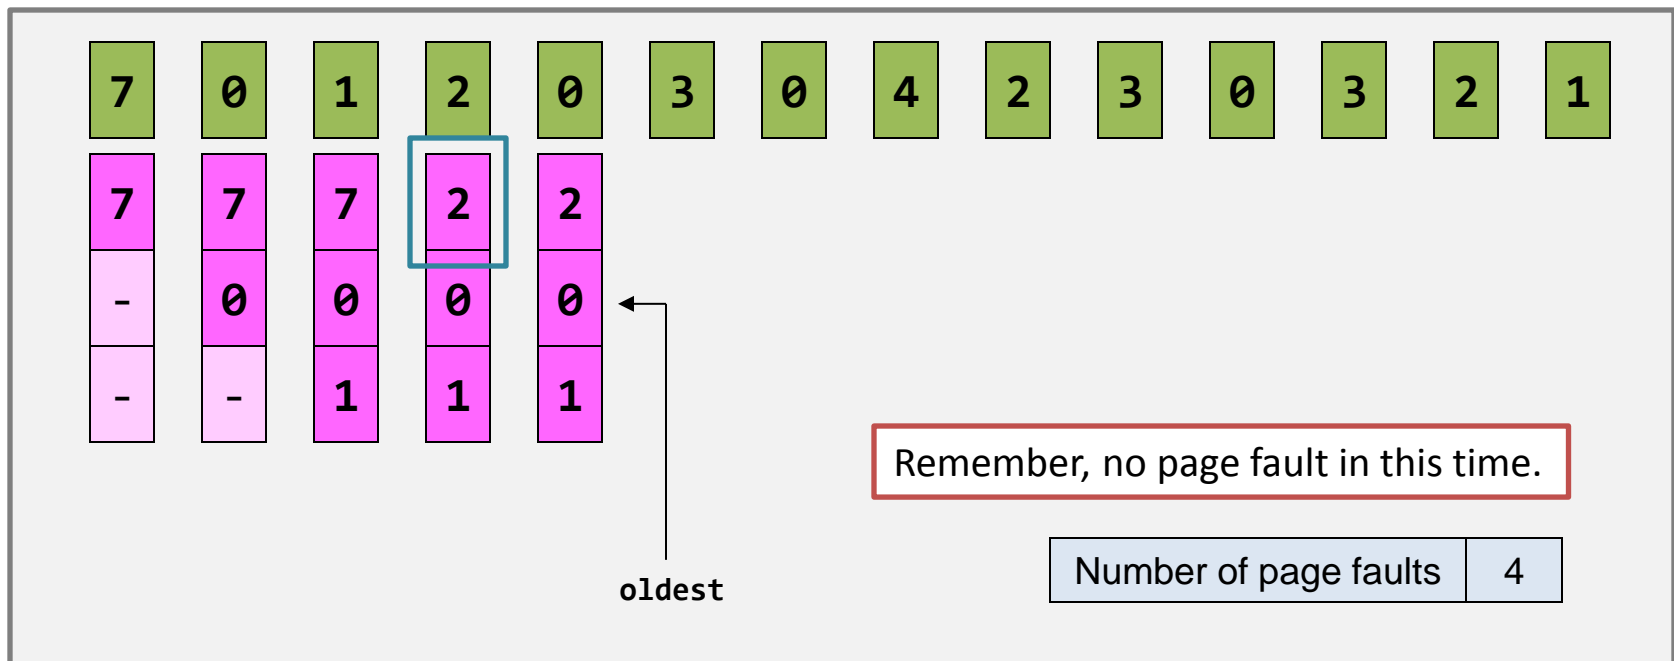 7 0 1 2 0 3 0 4 2 3 0 3 2 1
7 7 7 2 2
- 0 0 0 0
- - 1 1 1
Remember, no page fault in this time.
Number of page faults 4
oldest